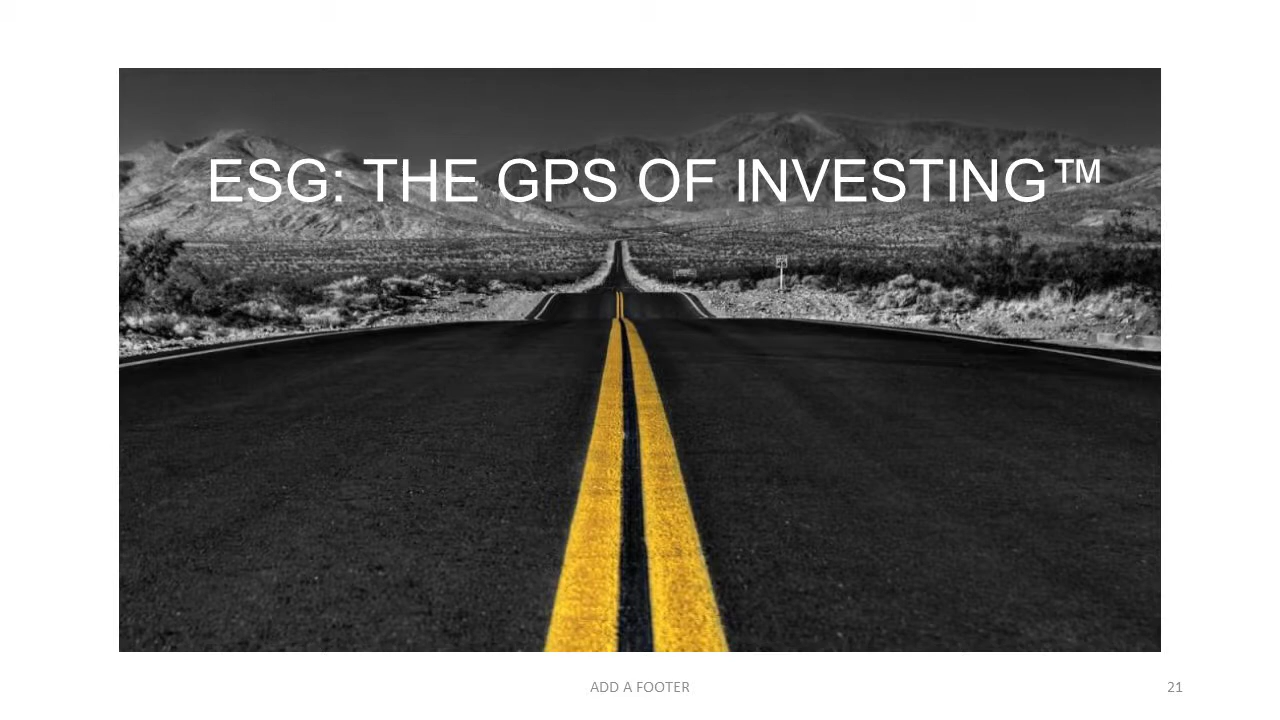 ESG: THE GPS OF INVESTING™
ADD A FOOTER
21